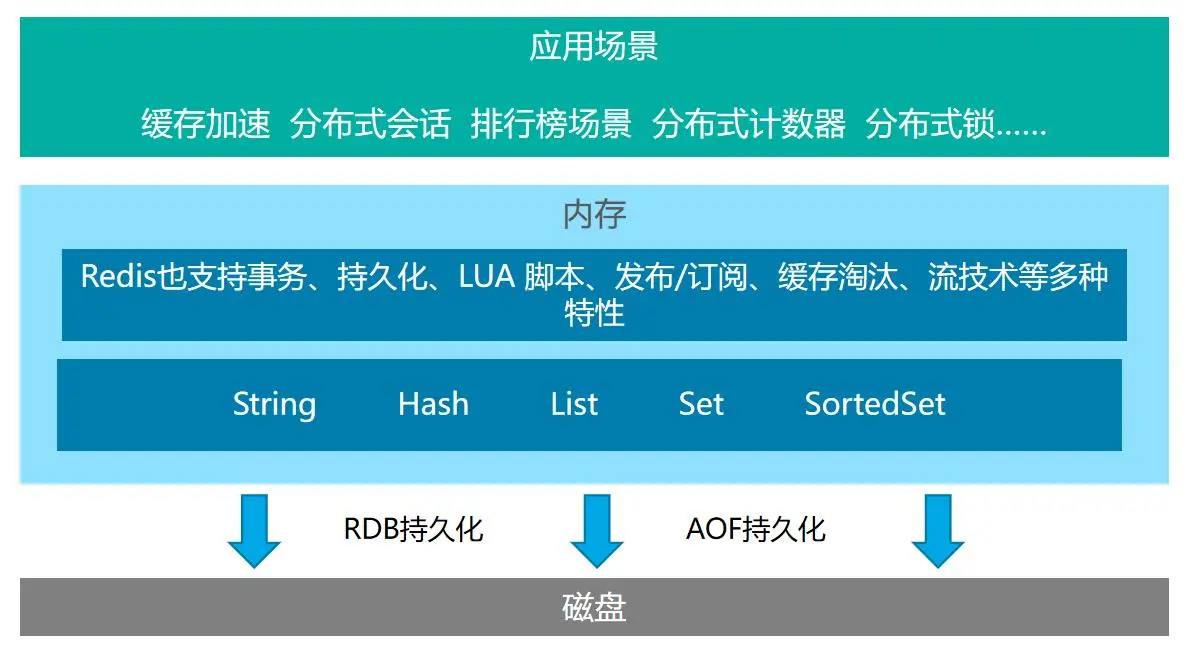 应用场景
缓存加速 分布式会话 排行榜场景 分布式计数器 分布式锁......
内存
Redis也支持事务、持久化、LUA 脚本、发布/订阅、缓存淘汰、流技术等多种
特性
String Hash List Set SortedSet
RDB持久化 AOF持久化
磁盘